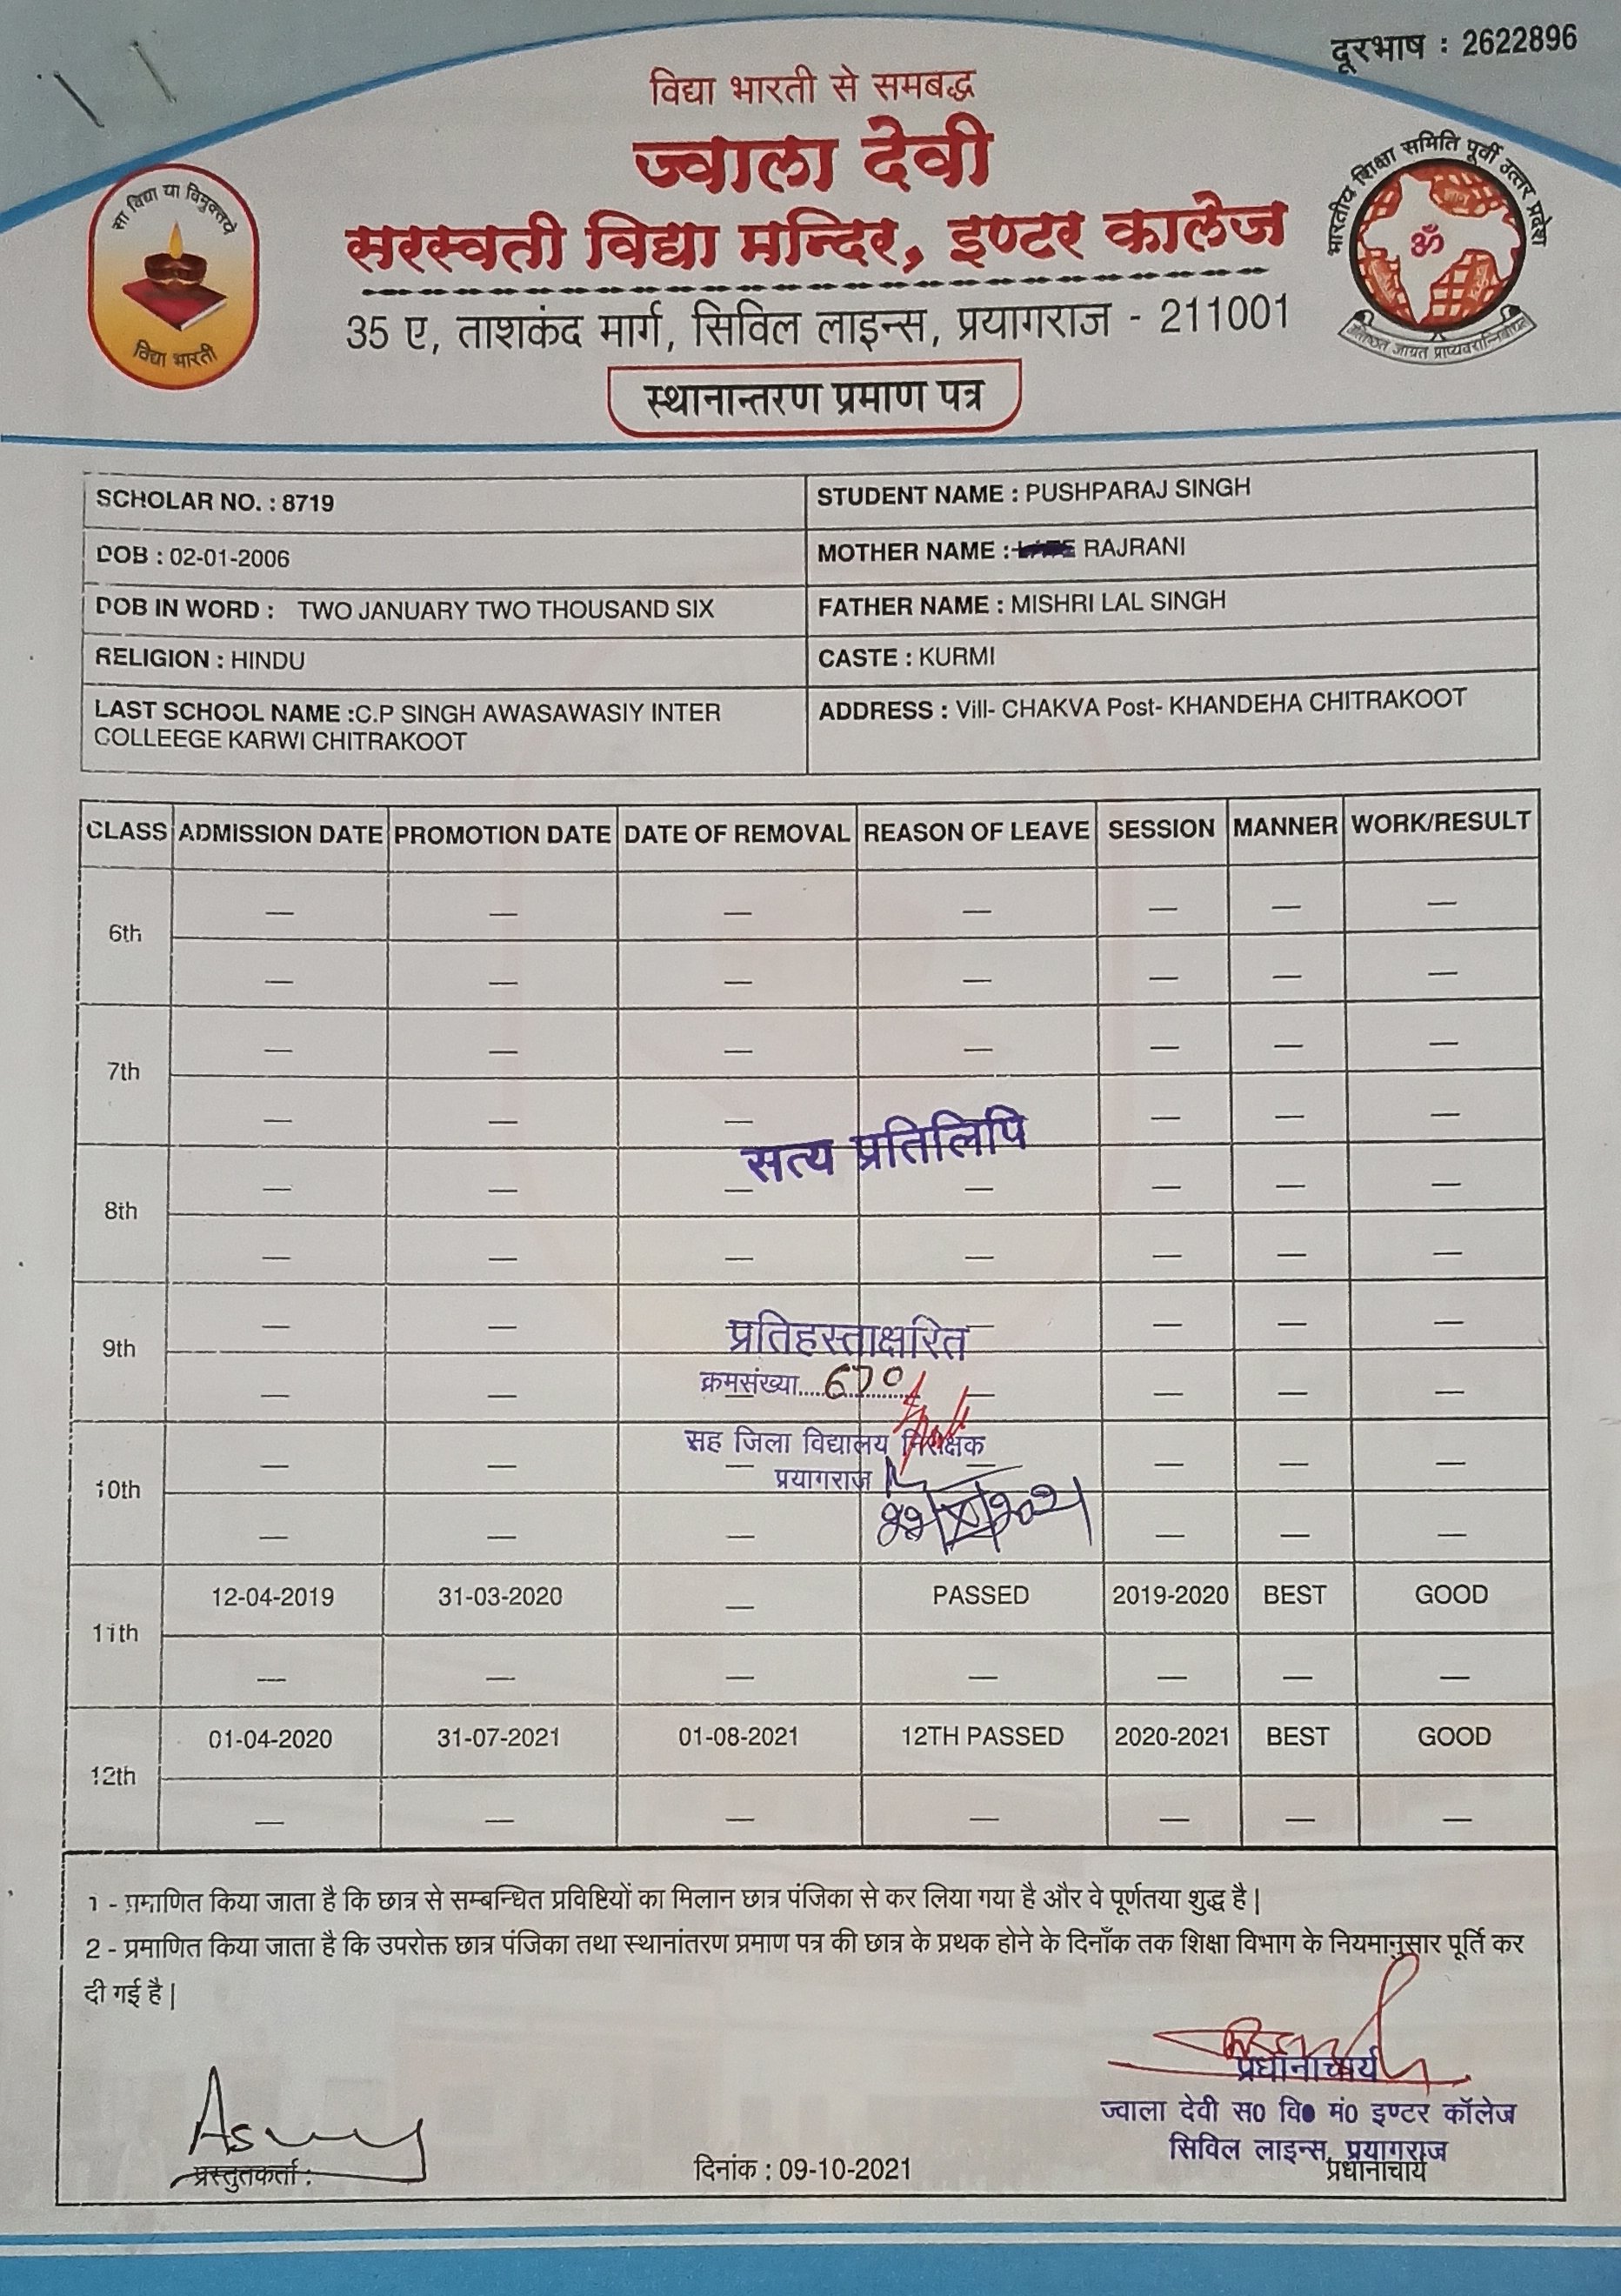 दूरभाष : 2622896
विद्या भारती से समबद्ध
ज्वाला देवी
सरस्वती विद्या मन्दिर, इण्टर कालेज
35 ए, ताशकंद मार्ग, सिविल लाइन्स, प्रयागराज - 211001
स्थानान्तरण प्रमाण पत्र
सा विद्या या विमुक्तये
विद्या भारती
भारतीय शिक्षा समिति पूर्वी उत्तर प्रदेश
ॐ
जाग्रत प्राप्यवरान्निबोधत
SCHOLAR NO. : 8719
STUDENT NAME : PUSHPARAJ SINGH
DOB : 02-01-2006
MOTHER NAME : RAJRANI
DOB IN WORD : TWO JANUARY TWO THOUSAND SIX
FATHER NAME : MISHRI LAL SINGH
RELIGION : HINDU
CASTE : KURMI
LAST SCHOOL NAME :C.P SINGH AWASAWASIY INTER
COLLEEGE KARWI CHITRAKOOT
ADDRESS : Vill- CHAKVA Post- KHANDEHA CHITRAKOOT
CLASS ADMISSION DATE PROMOTION DATE DATE OF REMOVAL REASON OF LEAVE SESSION MANNER WORK/RESULT
— — — — — — —
6th
— — — — — — —
— — — — — — —
7th
— — — — — —
सत्य प्रतिलिपि
— — — — — — —
8th
— — — — — — —
— — — — — —
9th
प्रतिहस्ताक्षरित
— — — — — — —
क्रमसंख्या....670
सह जिला विद्यालय निरीक्षक
— — — — — — —
10th
प्रयागराज
— — — — — —
12-04-2019 31-03-2020 — PASSED 2019-2020 BEST GOOD
11th
— — — — — — —
01-04-2020 31-07-2021 01-08-2021 12TH PASSED 2020-2021 BEST GOOD
12th
— — — — — — —
1 - प्रमाणित किया जाता है कि छात्र से सम्बन्धित प्रविष्टियों का मिलान छात्र पंजिका से कर लिया गया है और वे पूर्णतया शुद्ध है |
2 - प्रमाणित किया जाता है कि उपरोक्त छात्र पंजिका तथा स्थानांतरण प्रमाण पत्र की छात्र के प्रथक होने के दिनाँक तक शिक्षा विभाग के नियमानुसार पूर्ति कर
दी गई है |
प्रधानाचार्य
ज्वाला देवी स0 वि0 मं0 इण्टर कॉलेज
सिविल लाइन्स, प्रयागराज
प्रस्तुतकर्ता :
दिनांक : 09-10-2021
प्रधानाचार्य